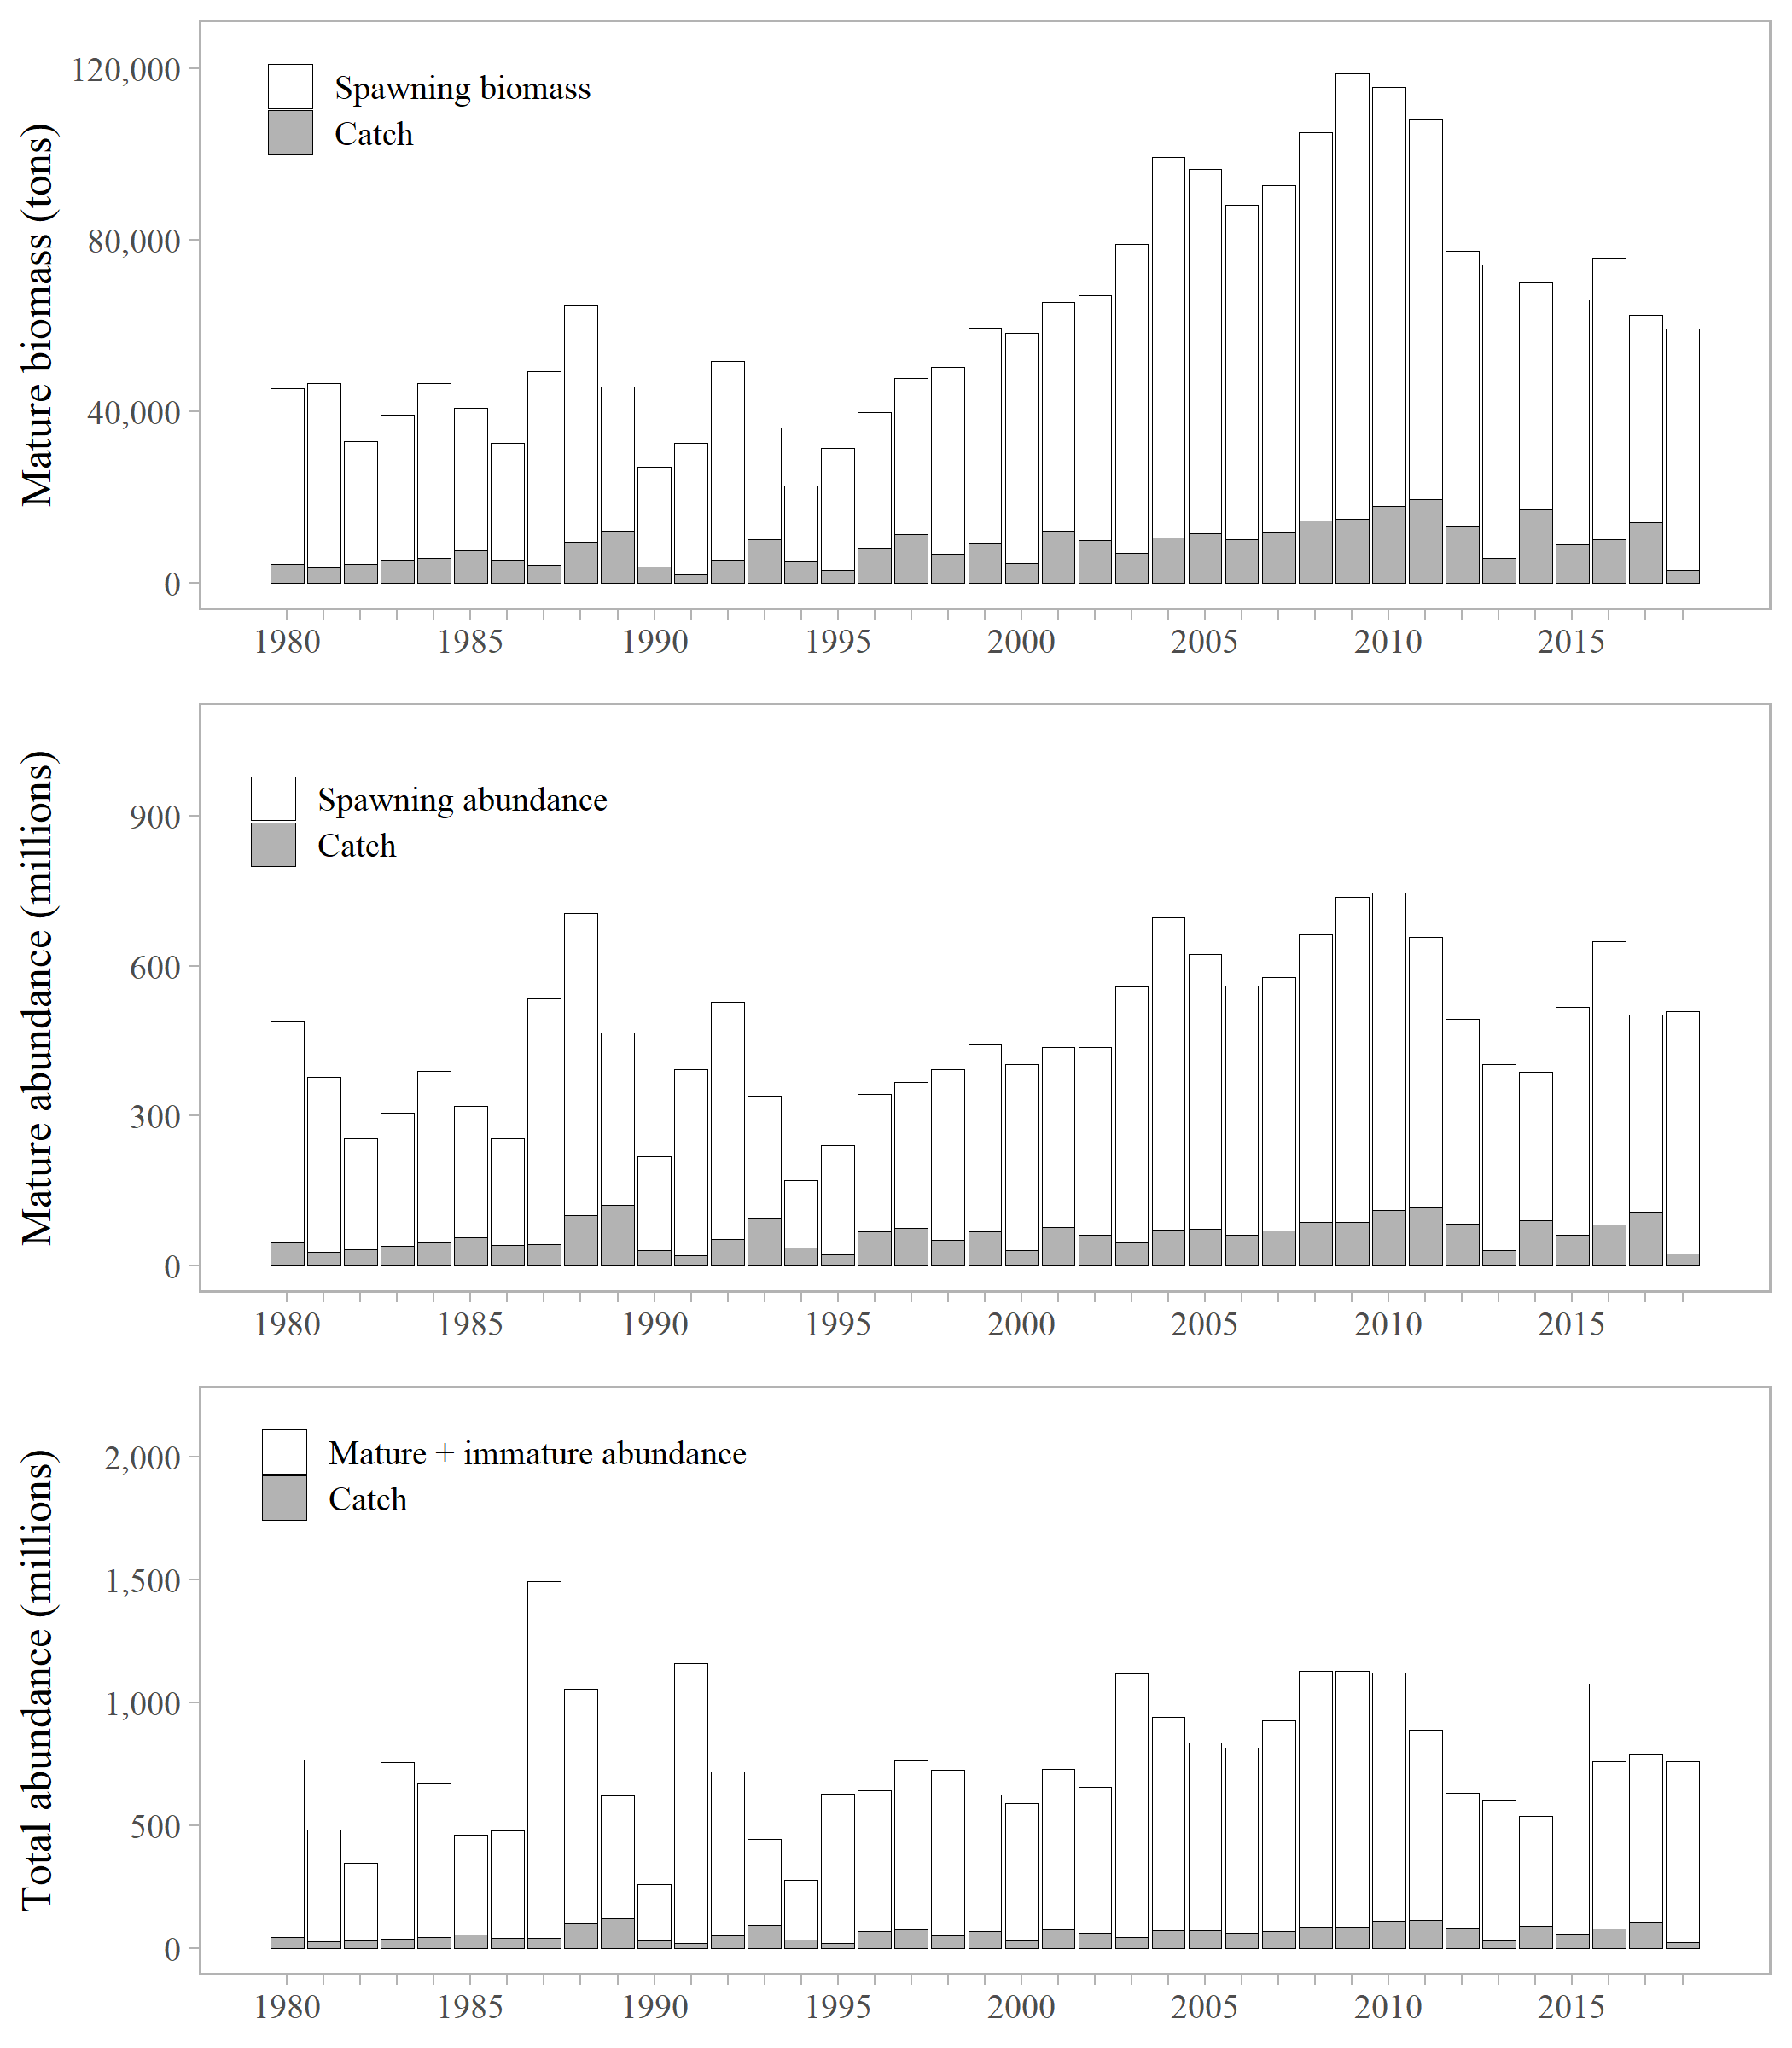 Mature biomass (tons)
120,000
80,000
40,000
0
Spawning biomass
Catch
1980 1985 1990 1995 2000 2005 2010 2015
Mature abundance (millions)
900
600
300
0
Spawning abundance
Catch
1980 1985 1990 1995 2000 2005 2010 2015
Total abundance (millions)
2,000
1,500
1,000
500
0
Mature + immature abundance
Catch
1980 1985 1990 1995 2000 2005 2010 2015